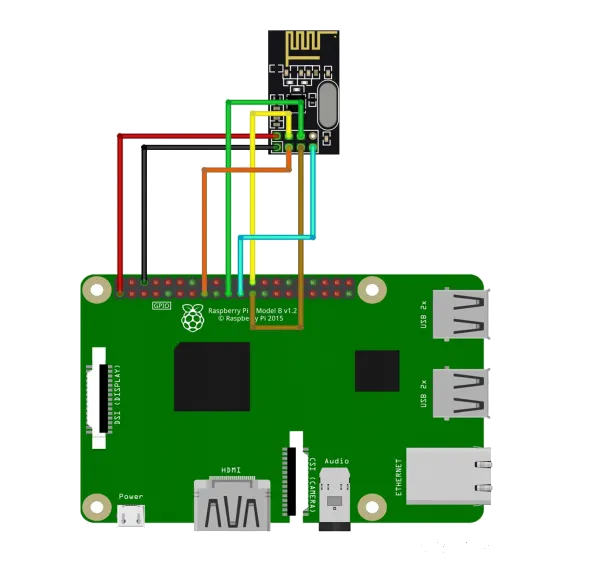 GPIO
Raspberry Pi Model B v1.2
© Raspberry Pi 2015
USB 2x
USB 2x
DSI (DISPLAY)
HDMI
CSI (CAMERA)
Audio
ETHERNET
Power